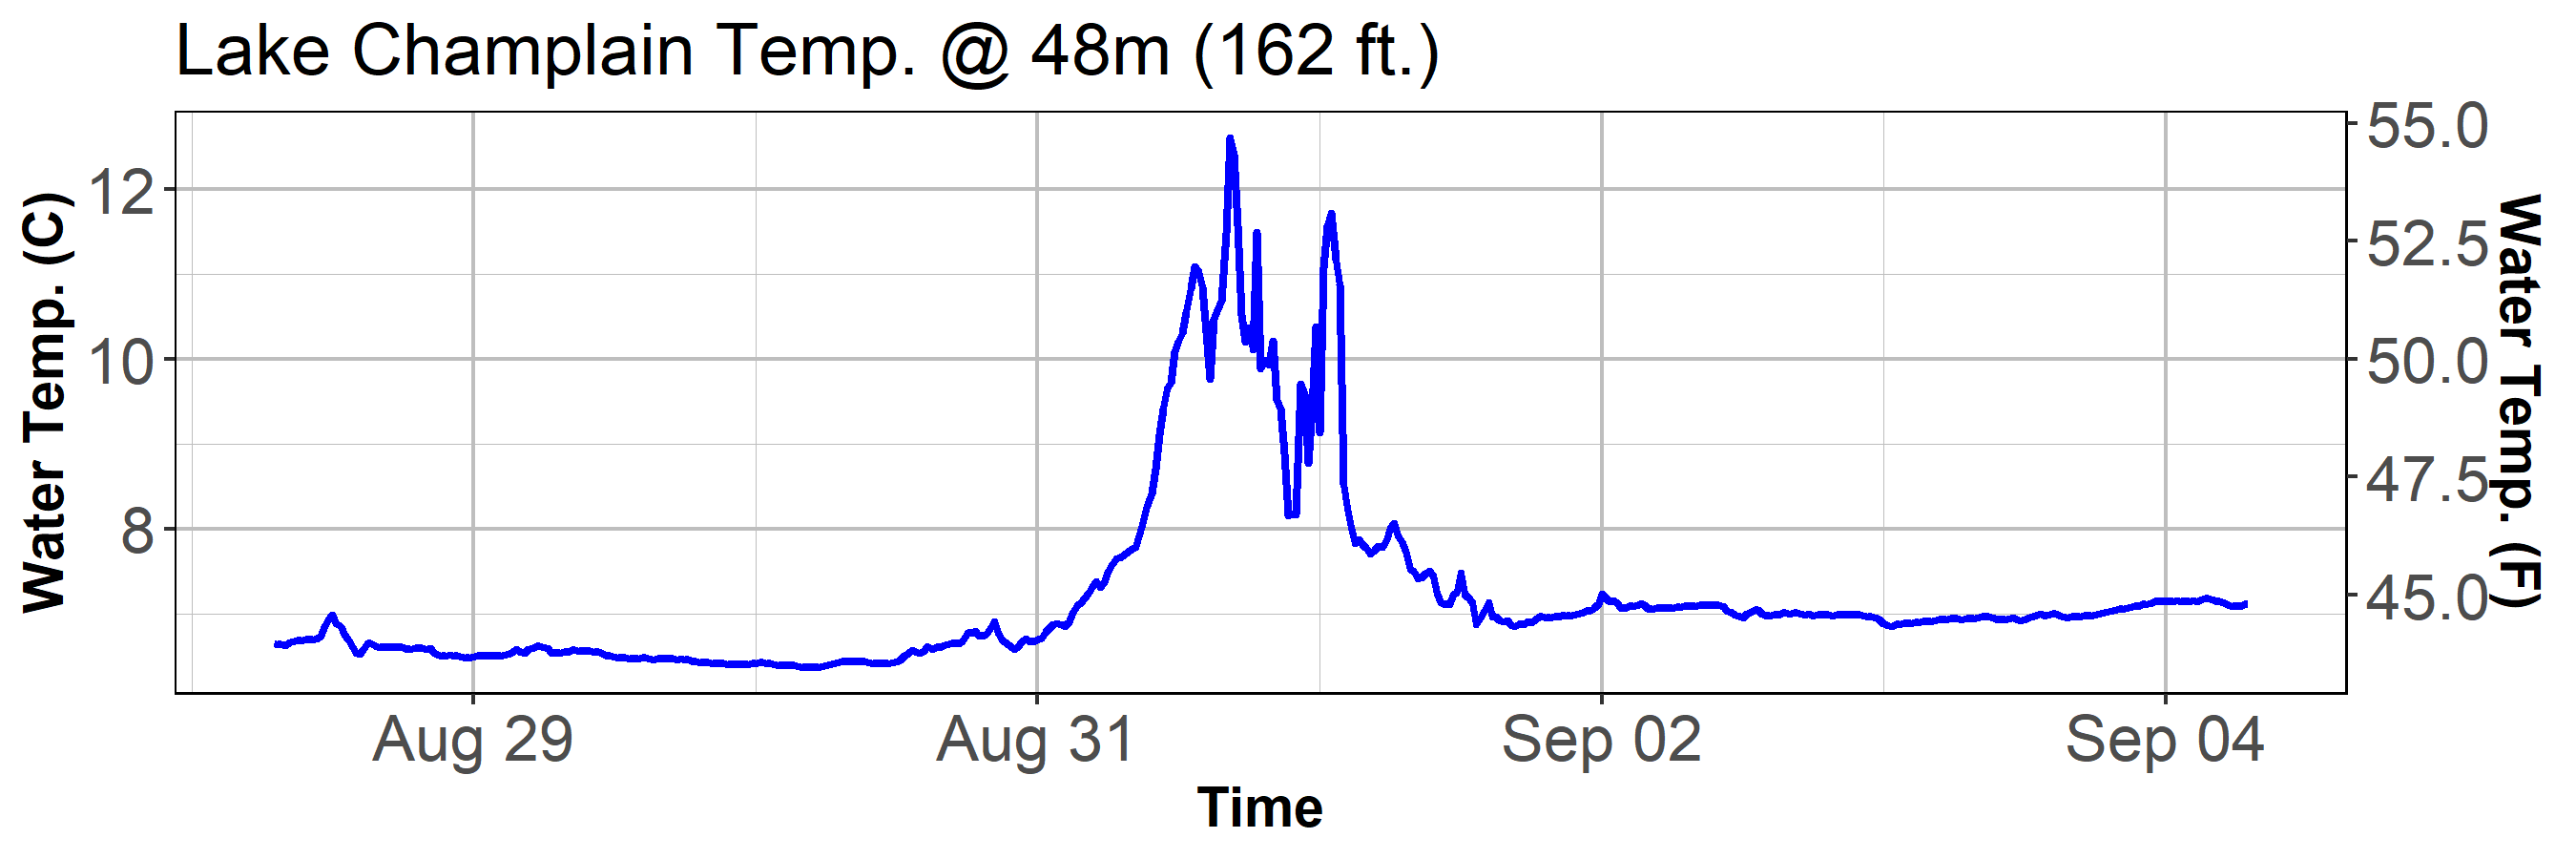 Lake Champlain Temp. @ 48m (162 ft.)
Water Temp. (C)
12
10
8
55.0
52.5
50.0
47.5
45.0
Water Temp. (F)
Aug 29
Aug 31
Sep 02
Sep 04
Time